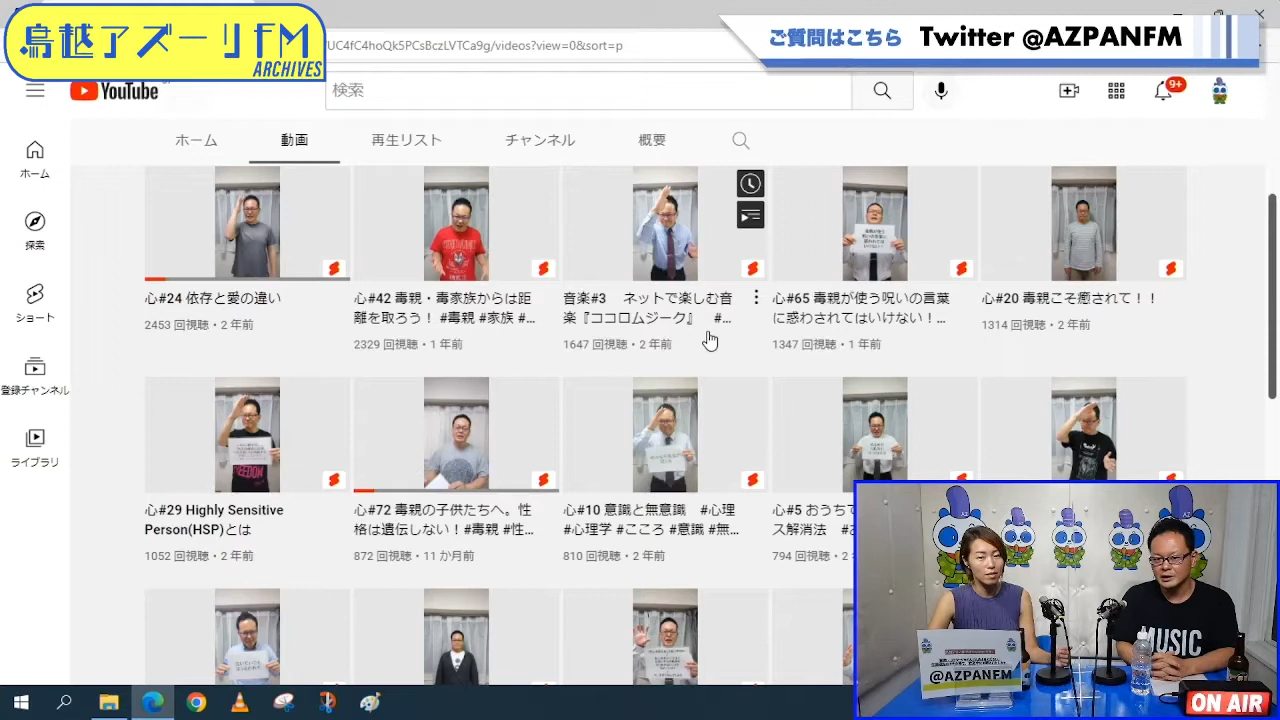 鳥越アズーリFM
ARCHIVES
ご質問はこちら Twitter @AZPANFM
UC4fC4hoQk5PCsBczLVTCa9g/videos?view=0&sort=p
YouTube
検索
9+
ホーム
動画
再生リスト
チャンネル
概要
ホーム
探索
ショート
登録チャンネル
ライブラリ
心#24 依存と愛の違い
2453 回視聴・2 年前
心#42 毒親・毒家族からは距
離を取ろう！ #毒親 #家族 #...
2329 回視聴・1 年前
音楽#3 ネットで楽しむ音
楽『ココロムジーク』 #...
1647 回視聴・2 年前
心#65 毒親が使う呪いの言葉
に惑わされてはいけない！...
1347 回視聴・1 年前
心#20 毒親こそ癒されて！！
1314 回視聴・2 年前
心#29 Highly Sensitive
Person(HSP)とは
1052 回視聴・2 年前
心#72 毒親の子供たちへ。性
格は遺伝しない！#毒親 #性...
872 回視聴・11 か月前
心#10 意識と無意識 #心理
#心理学 #こころ #意識 #無...
810 回視聴・2 年前
心#5 おうちで
ス解消法
794 回視聴・2 年前
FREEDOM
MUSIC
@AZPANFM
ON AIR